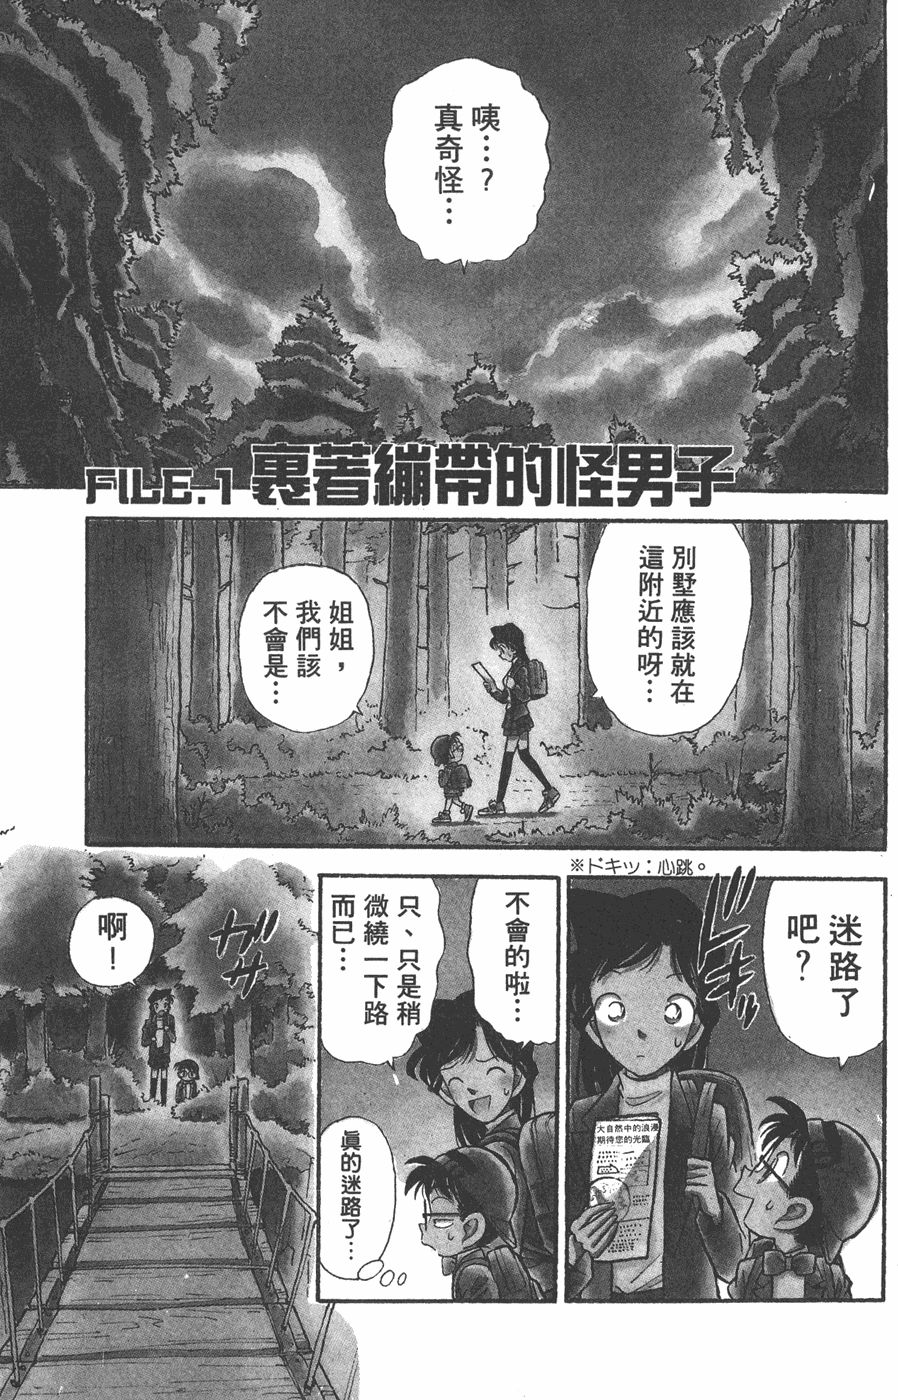 咦…？
真奇怪…
FILE.1 裹著繃帶的怪男子
別墅應該就在
這附近的呀…
姐姐，
我們該
不會是…
※ドキッ：心跳。
迷路了
吧？
ドキ
大自然中的浪漫
期待您的光臨
不會的啦…
只、只是稍
微繞一下路
而已…
真的迷路了…
啊！
ガサ…